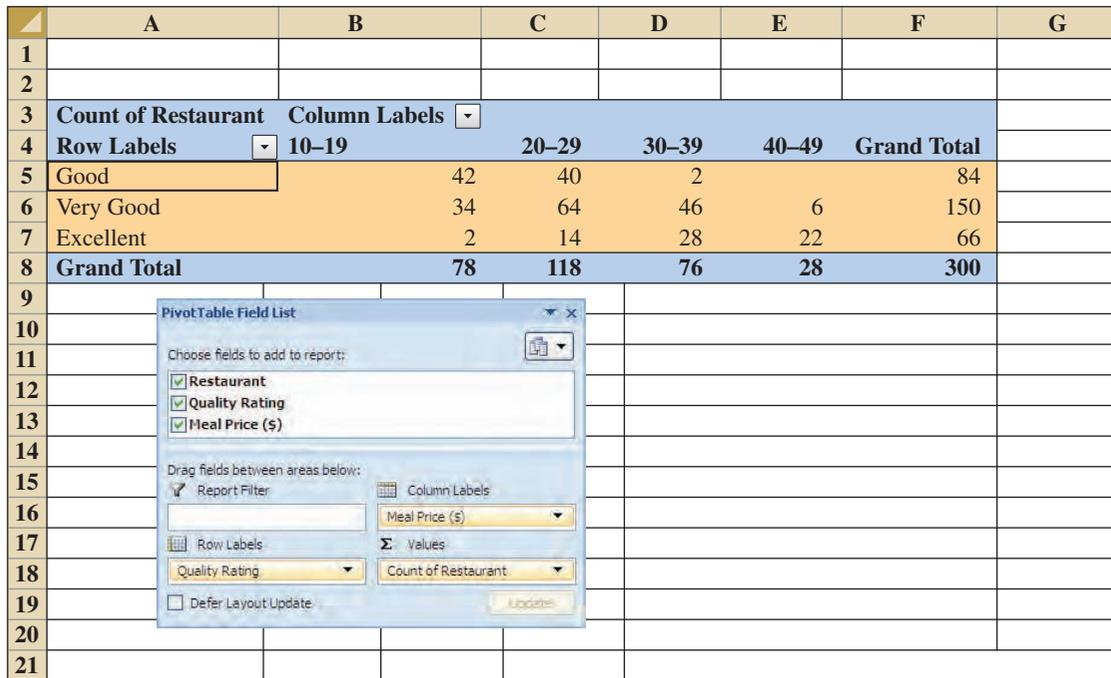 A B C D E F G
1
2
3 Count of Restaurant Column Labels
4 Row Labels 10–19 20–29 30–39 40–49 Grand Total
5 Good 42 40 2 84
6 Very Good 34 64 46 6 150
7 Excellent 2 14 28 22 66
8 Grand Total 78 118 76 28 300
9
PivotTable Field List
10
11
Choose fields to add to report:
12
Restaurant
Quality Rating
13
Meal Price ($)
14
15
Drag fields between areas below:
Report Filter Column Labels
16
Meal Price ($)
17
Row Labels Σ Values
18
Quality Rating Count of Restaurant
19
Defer Layout Update Update
20
21